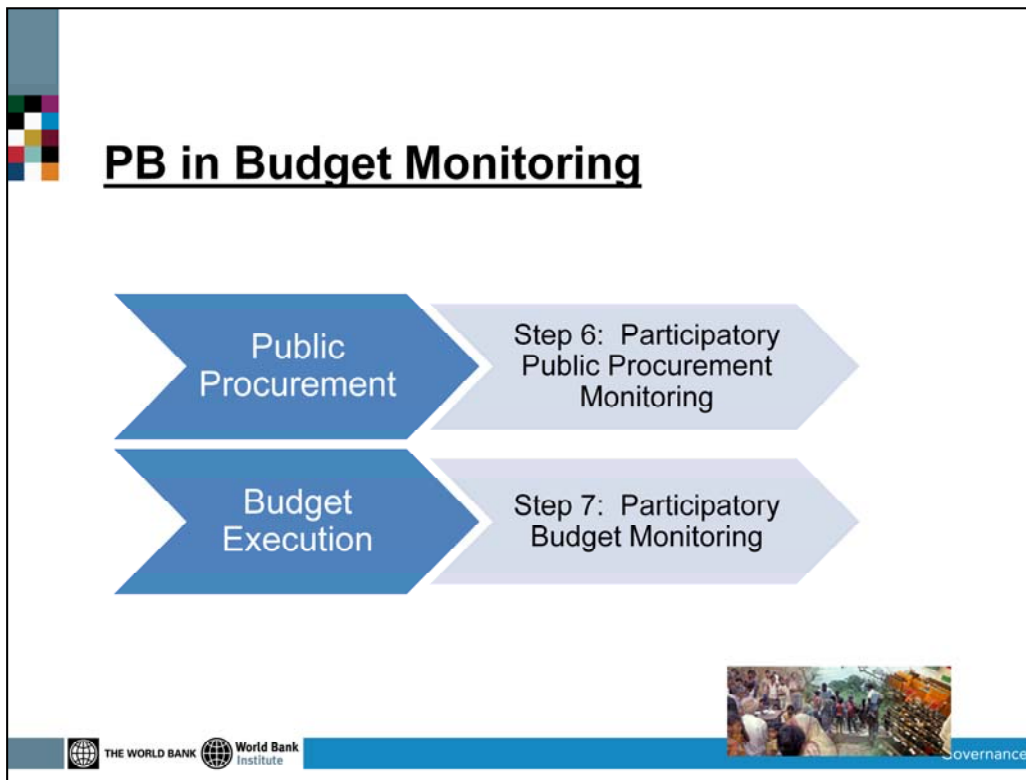 PB in Budget Monitoring
Public
Procurement
Step 6: Participatory
Public Procurement
Monitoring
Budget
Execution
Step 7: Participatory
Budget Monitoring
THE WORLD BANK
World Bank
Institute
Governance